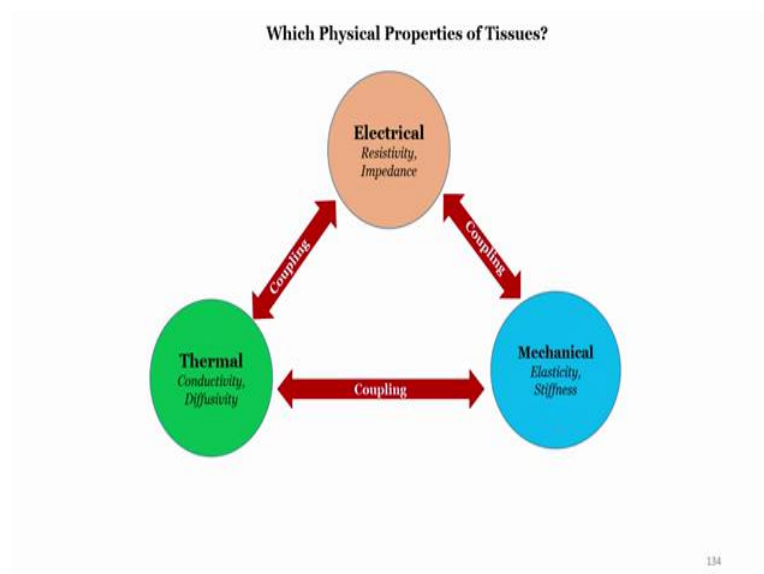 Which Physical Properties of Tissues?
Electrical
Resistivity,
Impedance
Coupling
Coupling
Thermal
Conductivity,
Diffusivity
Coupling
Mechanical
Elasticity,
Stiffness
134